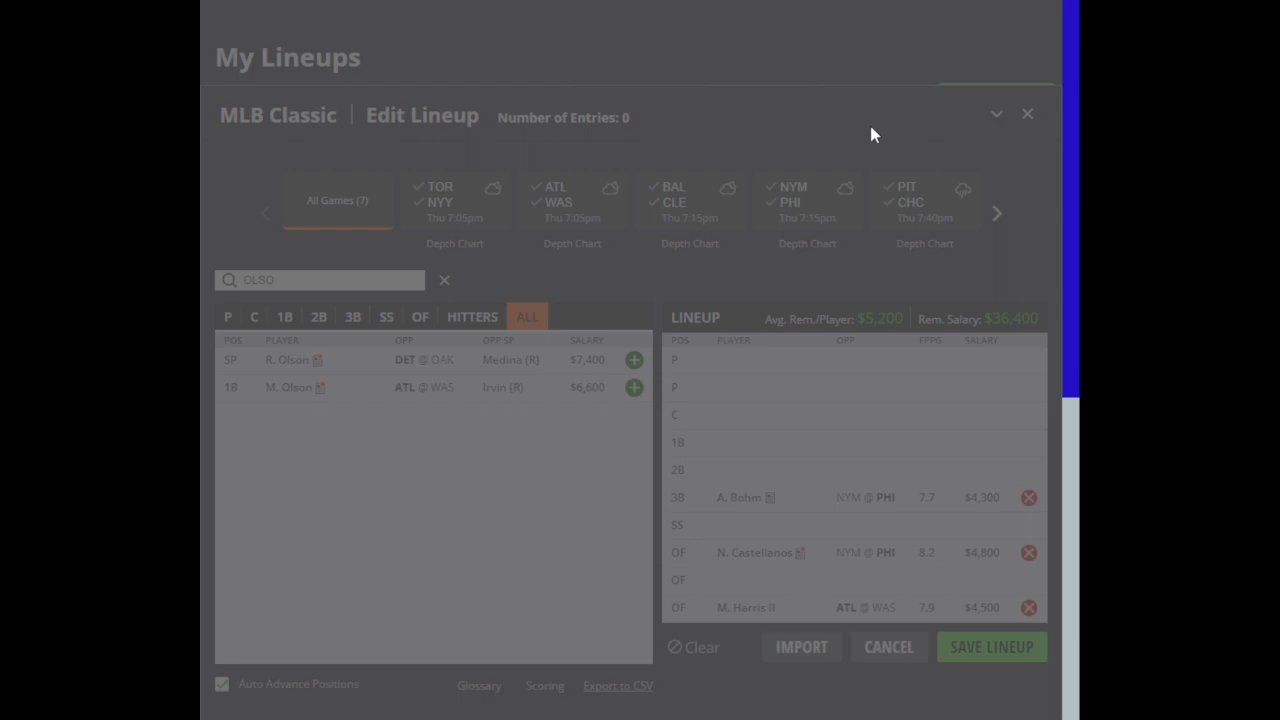 My Lineups
MLB Classic | Edit Lineup Number of Entries: 0
All Games (7)
TOR
NYY
Thu 7:05pm
Depth Chart
ATL
WAS
Thu 7:05pm
Depth Chart
BAL
CLE
Thu 7:15pm
Depth Chart
NYM
PHI
Thu 7:15pm
Depth Chart
PIT
CHC
Thu 7:40pm
Depth Chart
OLSO
P C 1B 2B 3B SS OF HITTERS ALL
POS PLAYER OPP OPP SP SALARY
SP R. Olson DET @ OAK Medina (R) $7,400
1B M. Olson ATL @ WAS Irvin (R) $6,600
LINEUP Avg. Rem./Player: $5,200 Rem. Salary: $36,400
POS PLAYER OPP FPPG SALARY
P
P
C
1B
2B
3B A. Bohm NYM @ PHI 7.7 $4,300
SS
OF N. Castellanos NYM @ PHI 8.2 $4,800
OF
OF M. Harris II ATL @ WAS 7.9 $4,500
Clear IMPORT CANCEL SAVE LINEUP
Auto Advance Positions Glossary Scoring Export to CSV